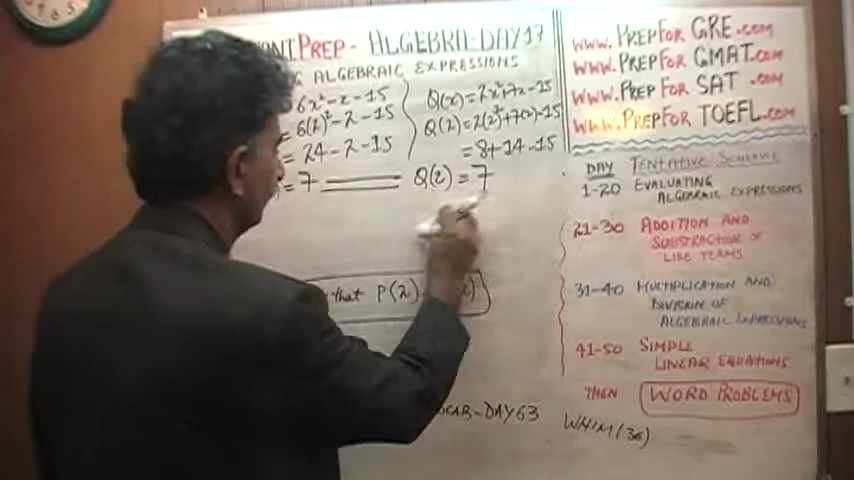 PREP - ALGEBRA-DAY 17
ALGEBRAIC EXPRESSIONS
6x²-x-15
= 6(2)²-2-15
= 24-2-15
= 7
Q(x)=2x²+7x-15
Q(2)=2(2)²+7(2)-15
=8+14-15
Q(2)=7
that P(2)
DAY 63
WHIM(36)
www.PREPFOR GRE.com
www.PREPFOR GMAT.com
www.PREPFOR SAT.com
www.PREPFOR TOEFL.com
DAY TENTATIVE SCHEDULE
1-20 EVALUATING
ALGEBRAIC EXPRESSIONS
21-30 ADDITION AND
SUBSTRACTION OF
LIKE TERMS
31-40 MULTIPLICATION AND
DIVISION OF
ALGEBRAIC EXPRESSIONS
41-50 SIMPLE
LINEAR EQUATIONS
THEN WORD PROBLEMS